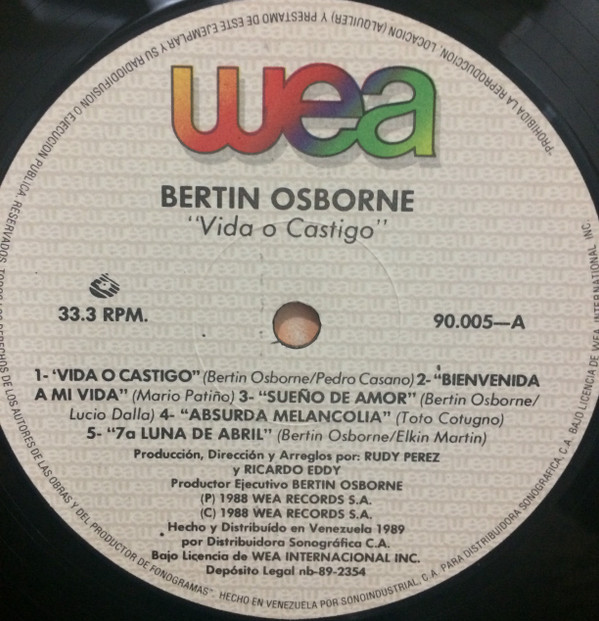 wea
BERTIN OSBORNE
"Vida o Castigo"
33.3 RPM.
90.005—A
1- 'VIDA O CASTIGO" (Bertin Osborne/Pedro Casano) 2- "BIENVENIDA
A MI VIDA" (Mario Patiño) 3- "SUEÑO DE AMOR" (Bertin Osborne/
Lucio Dalla) 4- "ABSURDA MELANCOLIA" (Toto Cotugno)
5- "7a LUNA DE ABRIL" (Bertin Osborne/Elkin Martin)
Producción, Dirección y Arreglos por: RUDY PEREZ
y RICARDO EDDY
Productor Ejecutivo BERTIN OSBORNE
(P) 1988 WEA RECORDS S.A.
(C) 1988 WEA RECORDS S.A.
Hecho y Distribuído en Venezuela 1989
por Distribuidora Sonográfica C.A.
Bajo Licencia de WEA INTERNACIONAL INC.
Depósito Legal nb-89-2354
"PROHIBIDA LA REPRODUCCION, LOCACION, (ALQUILER) Y PRESTAMO DE ESTE EJEMPLAR Y SU RADIODIFUSION O EJECUCION PUBLICA, RESERVADOS DERECHOS DE LOS AUTORES DE LAS OBRAS Y DEL PRODUCTOR DE FONOGRAMAS" HECHO EN VENEZUELA POR SONOINDUSTRIAL, C.A. PARA DISTRIBUIDORA SONOGRAFICA, C.A. BAJO LICENCIA DE WEA INTERNATIONAL INC.